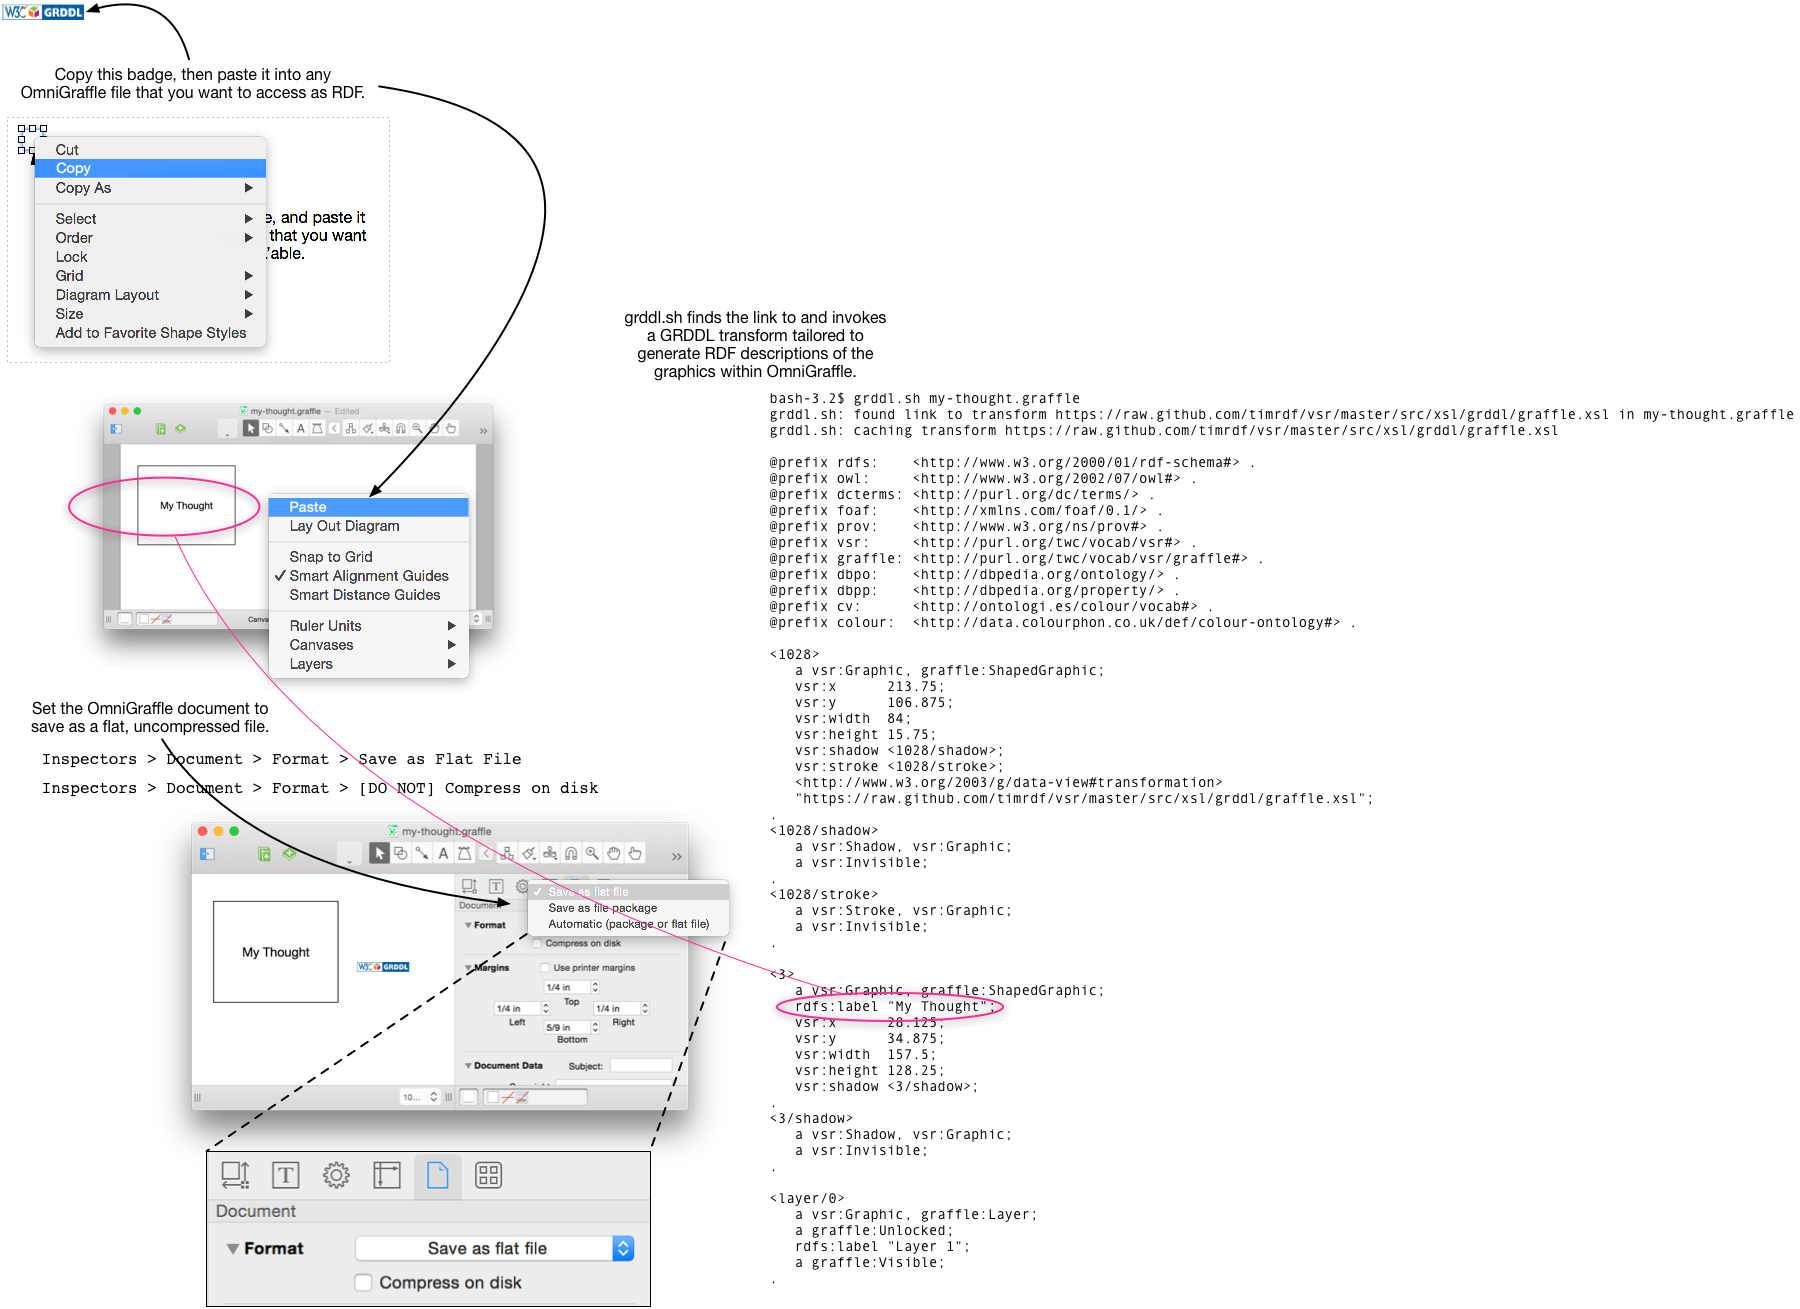 W3C GRDDL
Copy this badge, then paste it into any
OmniGraffle file that you want to access as RDF.
Cut
Copy
Copy As
Select
Order
Lock
Grid
Diagram Layout
Size
Add to Favorite Shape Styles
e, and paste it
that you want
'able.
my-thought.graffle — Edited
A
My Thought
Canva
Paste
Lay Out Diagram
Snap to Grid
✓ Smart Alignment Guides
Smart Distance Guides
Ruler Units
Canvases
Layers
Set the OmniGraffle document to
save as a flat, uncompressed file.
Inspectors > Document > Format > Save as Flat File
Inspectors > Document > Format > [DO NOT] Compress on disk
my-thought.graffle
A
T
My Thought
W3C GRDDL
✓ Save as flat file
Save as file package
Automatic (package or flat file)
Document
Format
Compress on disk
Margins
Use printer margins
1/4 in
Top
1/4 in
1/4 in
Left
Right
5/9 in
Bottom
Document Data
Subject:
10...
T
Document
Format
Save as flat file
Compress on disk
grddl.sh finds the link to and invokes
a GRDDL transform tailored to
generate RDF descriptions of the
graphics within OmniGraffle.
bash-3.2$ grddl.sh my-thought.graffle
grddl.sh: found link to transform https://raw.github.com/timrdf/vsr/master/src/xsl/grddl/graffle.xsl in my-thought.graffle
grddl.sh: caching transform https://raw.github.com/timrdf/vsr/master/src/xsl/grddl/graffle.xsl
@prefix rdfs: <http://www.w3.org/2000/01/rdf-schema#> .
@prefix owl: <http://www.w3.org/2002/07/owl#> .
@prefix dcterms: <http://purl.org/dc/terms/> .
@prefix foaf: <http://xmlns.com/foaf/0.1/> .
@prefix prov: <http://www.w3.org/ns/prov#> .
@prefix vsr: <http://purl.org/twc/vocab/vsr#> .
@prefix graffle: <http://purl.org/twc/vocab/vsr/graffle#> .
@prefix dbpo: <http://dbpedia.org/ontology/> .
@prefix dbpp: <http://dbpedia.org/property/> .
@prefix cv: <http://ontologi.es/colour/vocab#> .
@prefix colour: <http://data.colourphon.co.uk/def/colour-ontology#> .
<1028>
a vsr:Graphic, graffle:ShapedGraphic;
vsr:x 213.75;
vsr:y 106.875;
vsr:width 84;
vsr:height 15.75;
vsr:shadow <1028/shadow>;
vsr:stroke <1028/stroke>;
<http://www.w3.org/2003/g/data-view#transformation>
"https://raw.github.com/timrdf/vsr/master/src/xsl/grddl/graffle.xsl";
.
<1028/shadow>
a vsr:Shadow, vsr:Graphic;
a vsr:Invisible;
.
<1028/stroke>
a vsr:Stroke, vsr:Graphic;
a vsr:Invisible;
.
<3>
a vsr:Graphic, graffle:ShapedGraphic;
rdfs:label "My Thought";
vsr:x 28.125;
vsr:y 34.875;
vsr:width 157.5;
vsr:height 128.25;
vsr:shadow <3/shadow>;
.
<3/shadow>
a vsr:Shadow, vsr:Graphic;
a vsr:Invisible;
.
<layer/0>
a vsr:Graphic, graffle:Layer;
a graffle:Unlocked;
rdfs:label "Layer 1";
a graffle:Visible;
.